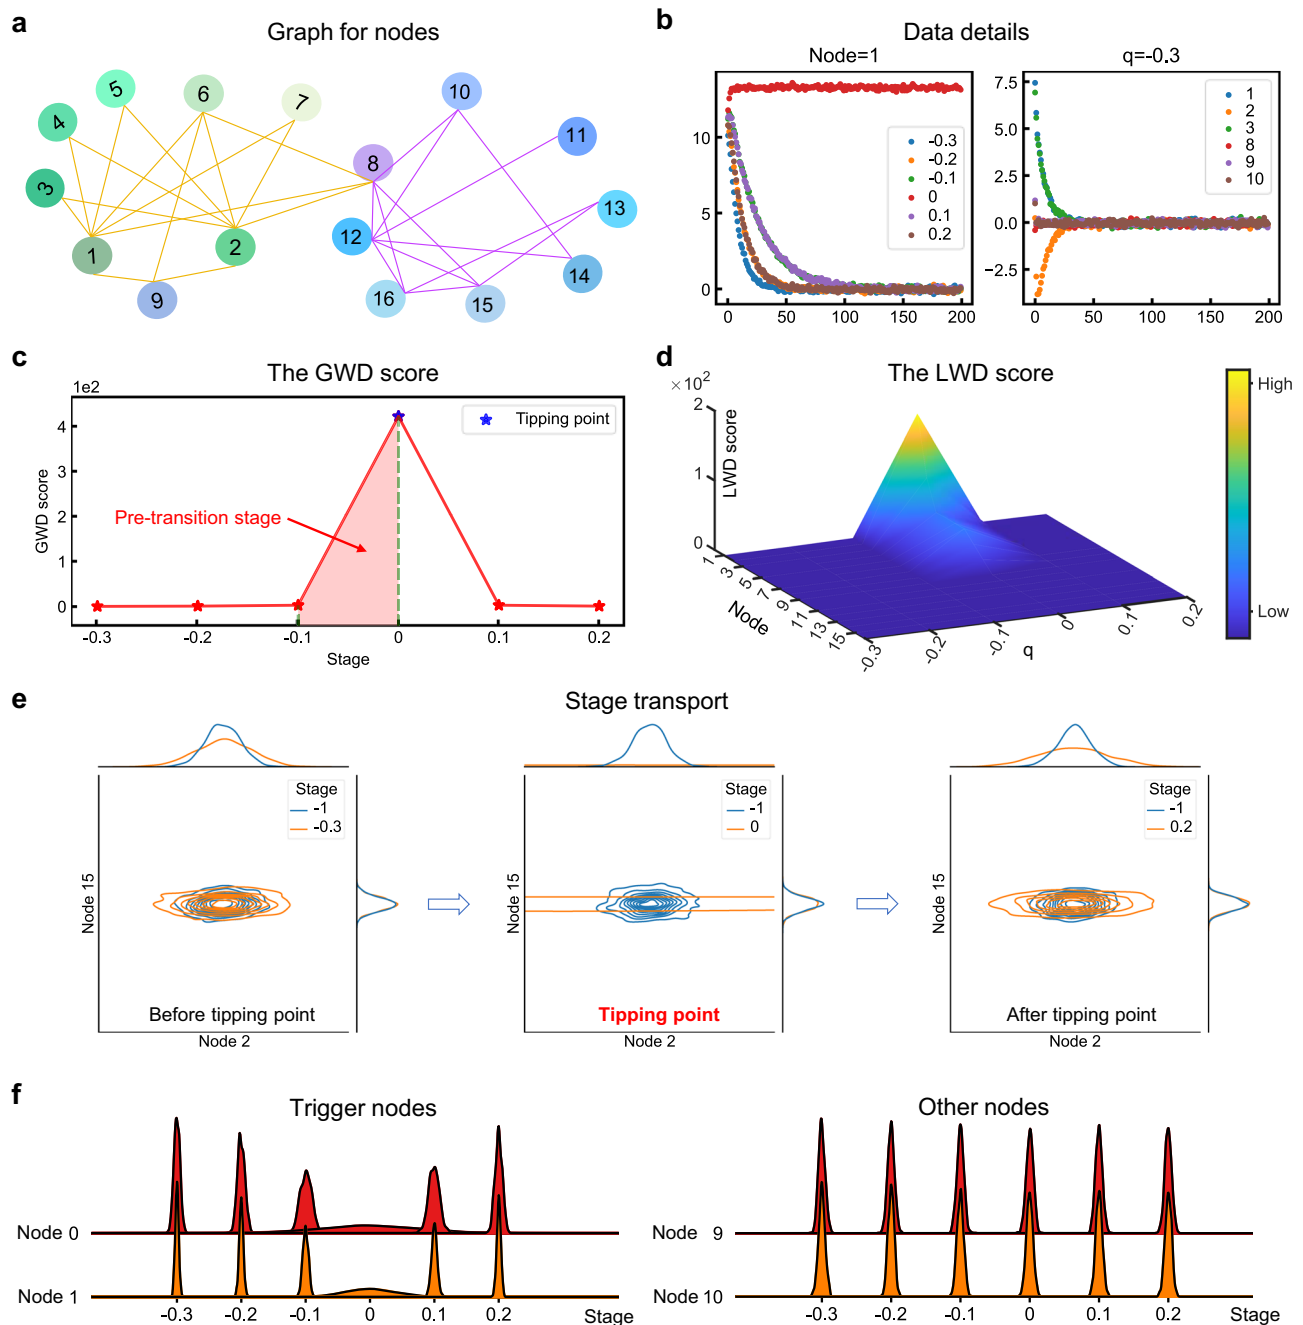 a
Graph for nodes
1
2
3
4
5
6
7
8
9
10
11
12
13
14
15
16
b
Data details
Node=1
q=-0.3
10
5
0
0
50
100
150
200
-0.3
-0.2
-0.1
0
0.1
0.2
7.5
5.0
2.5
0.0
−2.5
0
50
100
150
200
1
2
3
8
9
10
c
The GWD score
1e2
4
3
2
1
0
GWD score
Tipping point
Pre-transition stage
-0.3
-0.2
-0.1
0
0.1
0.2
Stage
d
The LWD score
×10²
2
1
0
LWD score
1
3
5
7
9
11
13
15
Node
-0.3
-0.2
-0.1
0
0.1
0.2
q
High
Low
e
Stage transport
Stage
-1
-0.3
Node 15
Before tipping point
Node 2
Stage
-1
0
Node 15
Tipping point
Node 2
Stage
-1
0.2
Node 15
After tipping point
Node 2
f
Trigger nodes
Node 0
Node 1
-0.3
-0.2
-0.1
0
0.1
0.2
Stage
Other nodes
Node 9
Node 10
-0.3
-0.2
-0.1
0
0.1
0.2
Stage